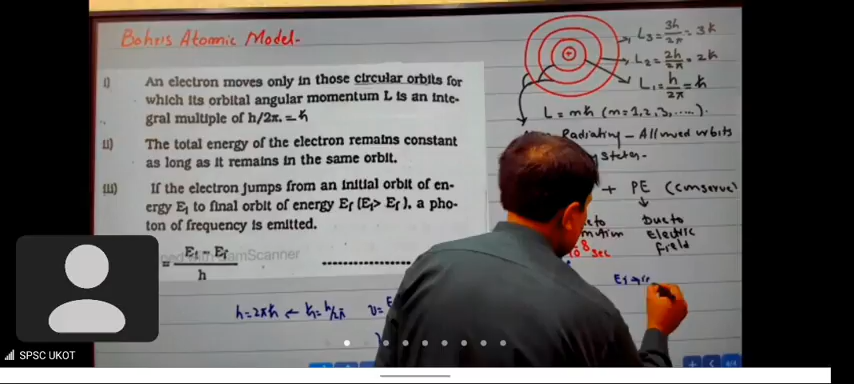 Bohris Atomic Model-
i) An electron moves only in those circular orbits for
which its orbital angular momentum L is an inte-
gral multiple of h/2π. = ℏ
ii) The total energy of the electron remains constant
as long as it remains in the same orbit.
iii) If the electron jumps from an initial orbit of en-
ergy Ei to final orbit of energy Ef (Ei> Ef), a pho-
ton of frequency is emitted.
= Ei - Ef
h
amScanner
h=2πℏ ← ℏ=h/2π
+
L3 = 3h/2π = 3ℏ
L2 = 2h/2π = 2ℏ
L1 = h/2π = ℏ
L = nℏ (n=1,2,3,.....).
Radiating - Allowed orbits
+ PE (conserve
Due to
Electric
field
sec
SPSC UKOT